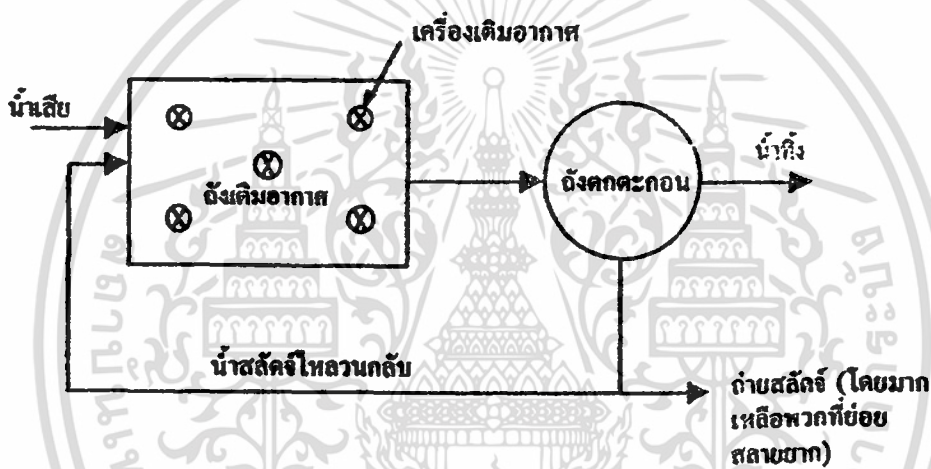 เครื่องเติมอากาศ
น้ำเสีย
ถังเติมอากาศ
ถังตกตะกอน
น้ำทิ้ง
น้ำสลัดจ์ไหลวนกลับ
ถ่ายสลัดจ์ (โดยมาก
เหลือพวกที่ย่อย
สลายยาก)